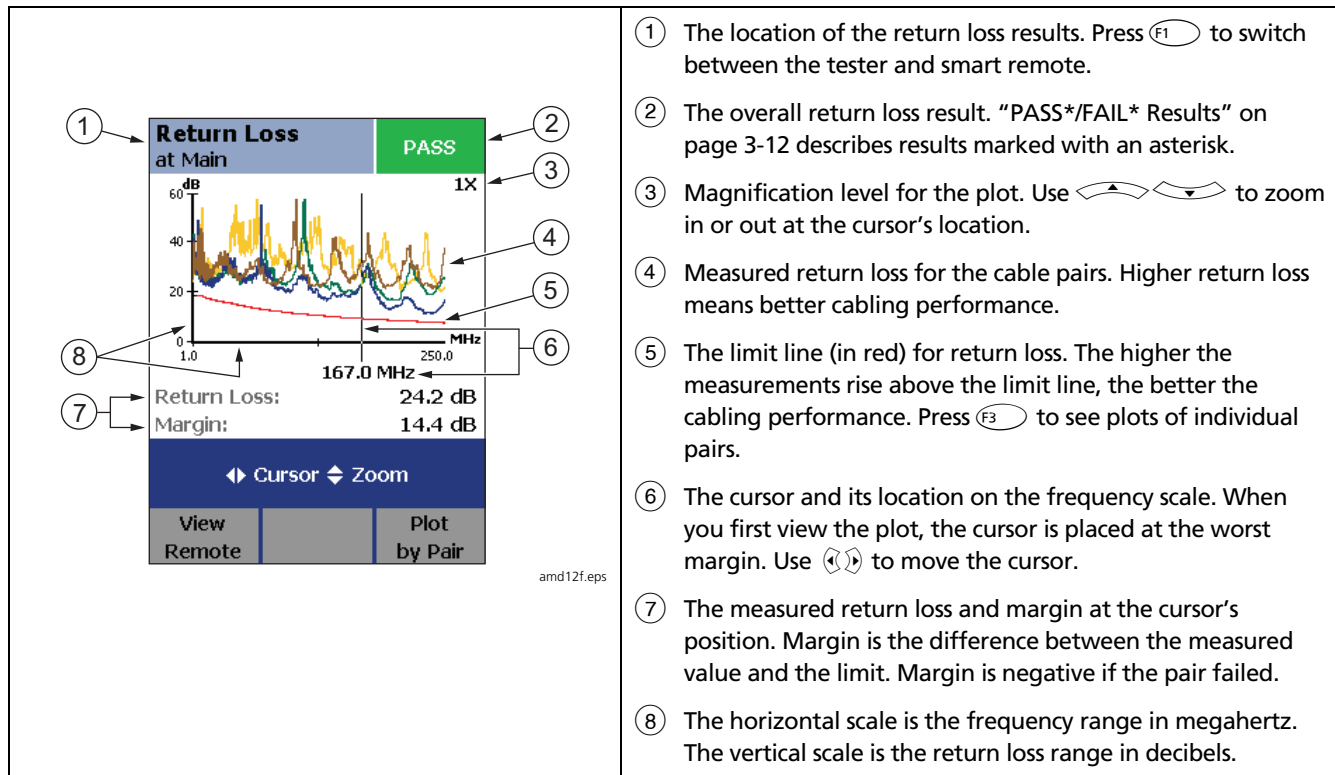 1
Return Loss
at Main
PASS
2
1X
3
dB
60
40
20
0
4
5
6
8
MHz
1.0
250.0
167.0 MHz
7
Return Loss: 24.2 dB
Margin: 14.4 dB
Cursor Zoom
View Remote
Plot by Pair
amd12f.eps
1 The location of the return loss results. Press F1 to switch
between the tester and smart remote.
2 The overall return loss result. “PASS*/FAIL* Results” on
page 3-12 describes results marked with an asterisk.
3 Magnification level for the plot. Use to zoom
in or out at the cursor’s location.
4 Measured return loss for the cable pairs. Higher return loss
means better cabling performance.
5 The limit line (in red) for return loss. The higher the
measurements rise above the limit line, the better the
cabling performance. Press F3 to see plots of individual
pairs.
6 The cursor and its location on the frequency scale. When
you first view the plot, the cursor is placed at the worst
margin. Use to move the cursor.
7 The measured return loss and margin at the cursor’s
position. Margin is the difference between the measured
value and the limit. Margin is negative if the pair failed.
8 The horizontal scale is the frequency range in megahertz.
The vertical scale is the return loss range in decibels.